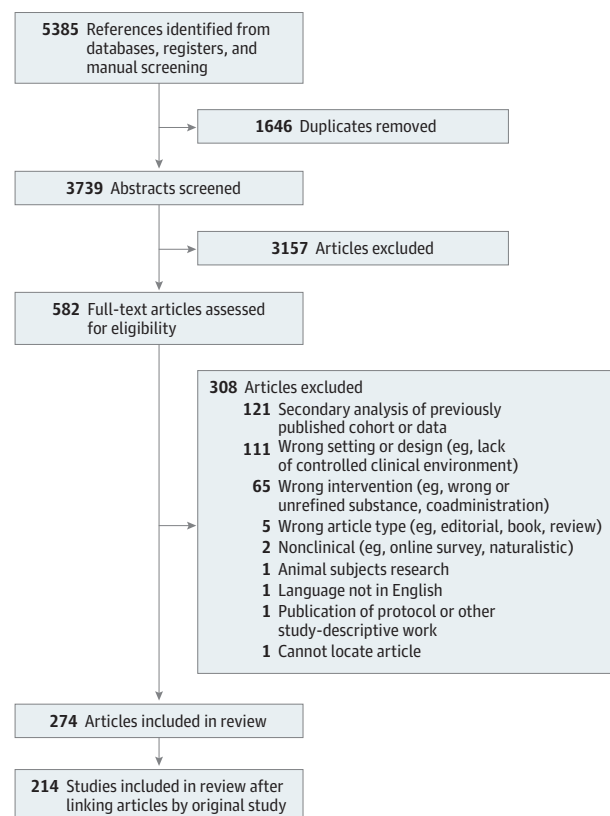 5385 References identified from
databases, registers, and
manual screening
1646 Duplicates removed
3739 Abstracts screened
3157 Articles excluded
582 Full-text articles assessed
for eligibility
308 Articles excluded
121 Secondary analysis of previously
published cohort or data
111 Wrong setting or design (eg, lack
of controlled clinical environment)
65 Wrong intervention (eg, wrong or
unrefined substance, coadministration)
5 Wrong article type (eg, editorial, book, review)
2 Nonclinical (eg, online survey, naturalistic)
1 Animal subjects research
1 Language not in English
1 Publication of protocol or other
study-descriptive work
1 Cannot locate article
274 Articles included in review
214 Studies included in review after
linking articles by original study